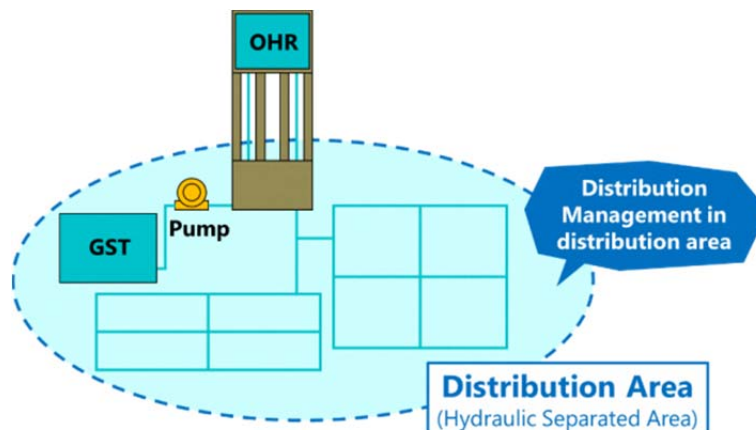 OHR
GST
Pump
Distribution
Management in
distribution area
Distribution Area
(Hydraulic Separated Area)